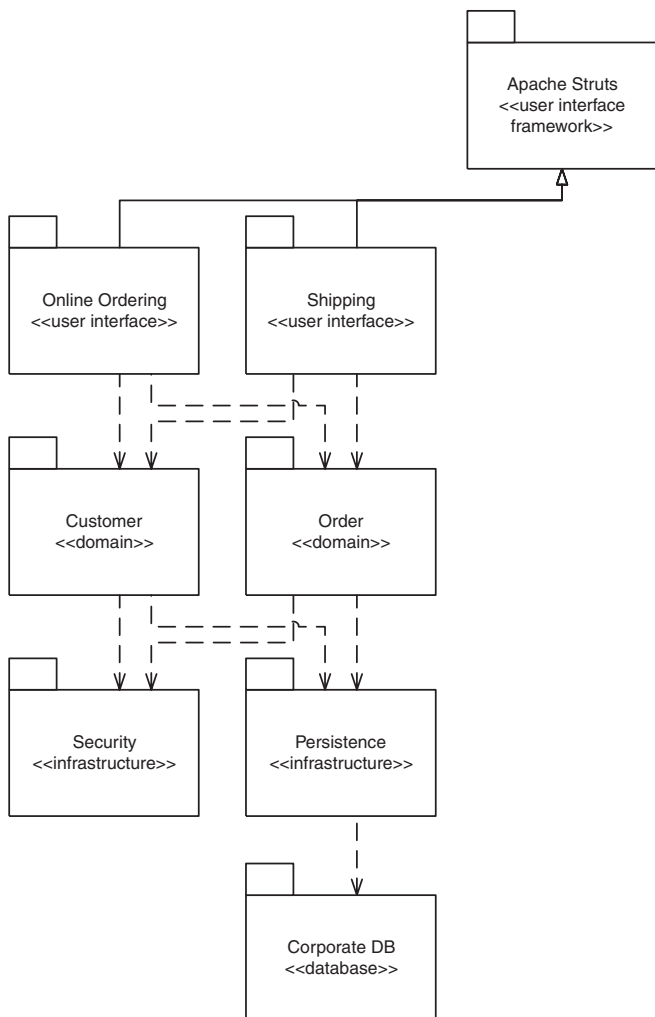 Apache Struts
<<user interface
framework>>
Online Ordering
<<user interface>>
Shipping
<<user interface>>
Customer
<<domain>>
Order
<<domain>>
Security
<<infrastructure>>
Persistence
<<infrastructure>>
Corporate DB
<<database>>